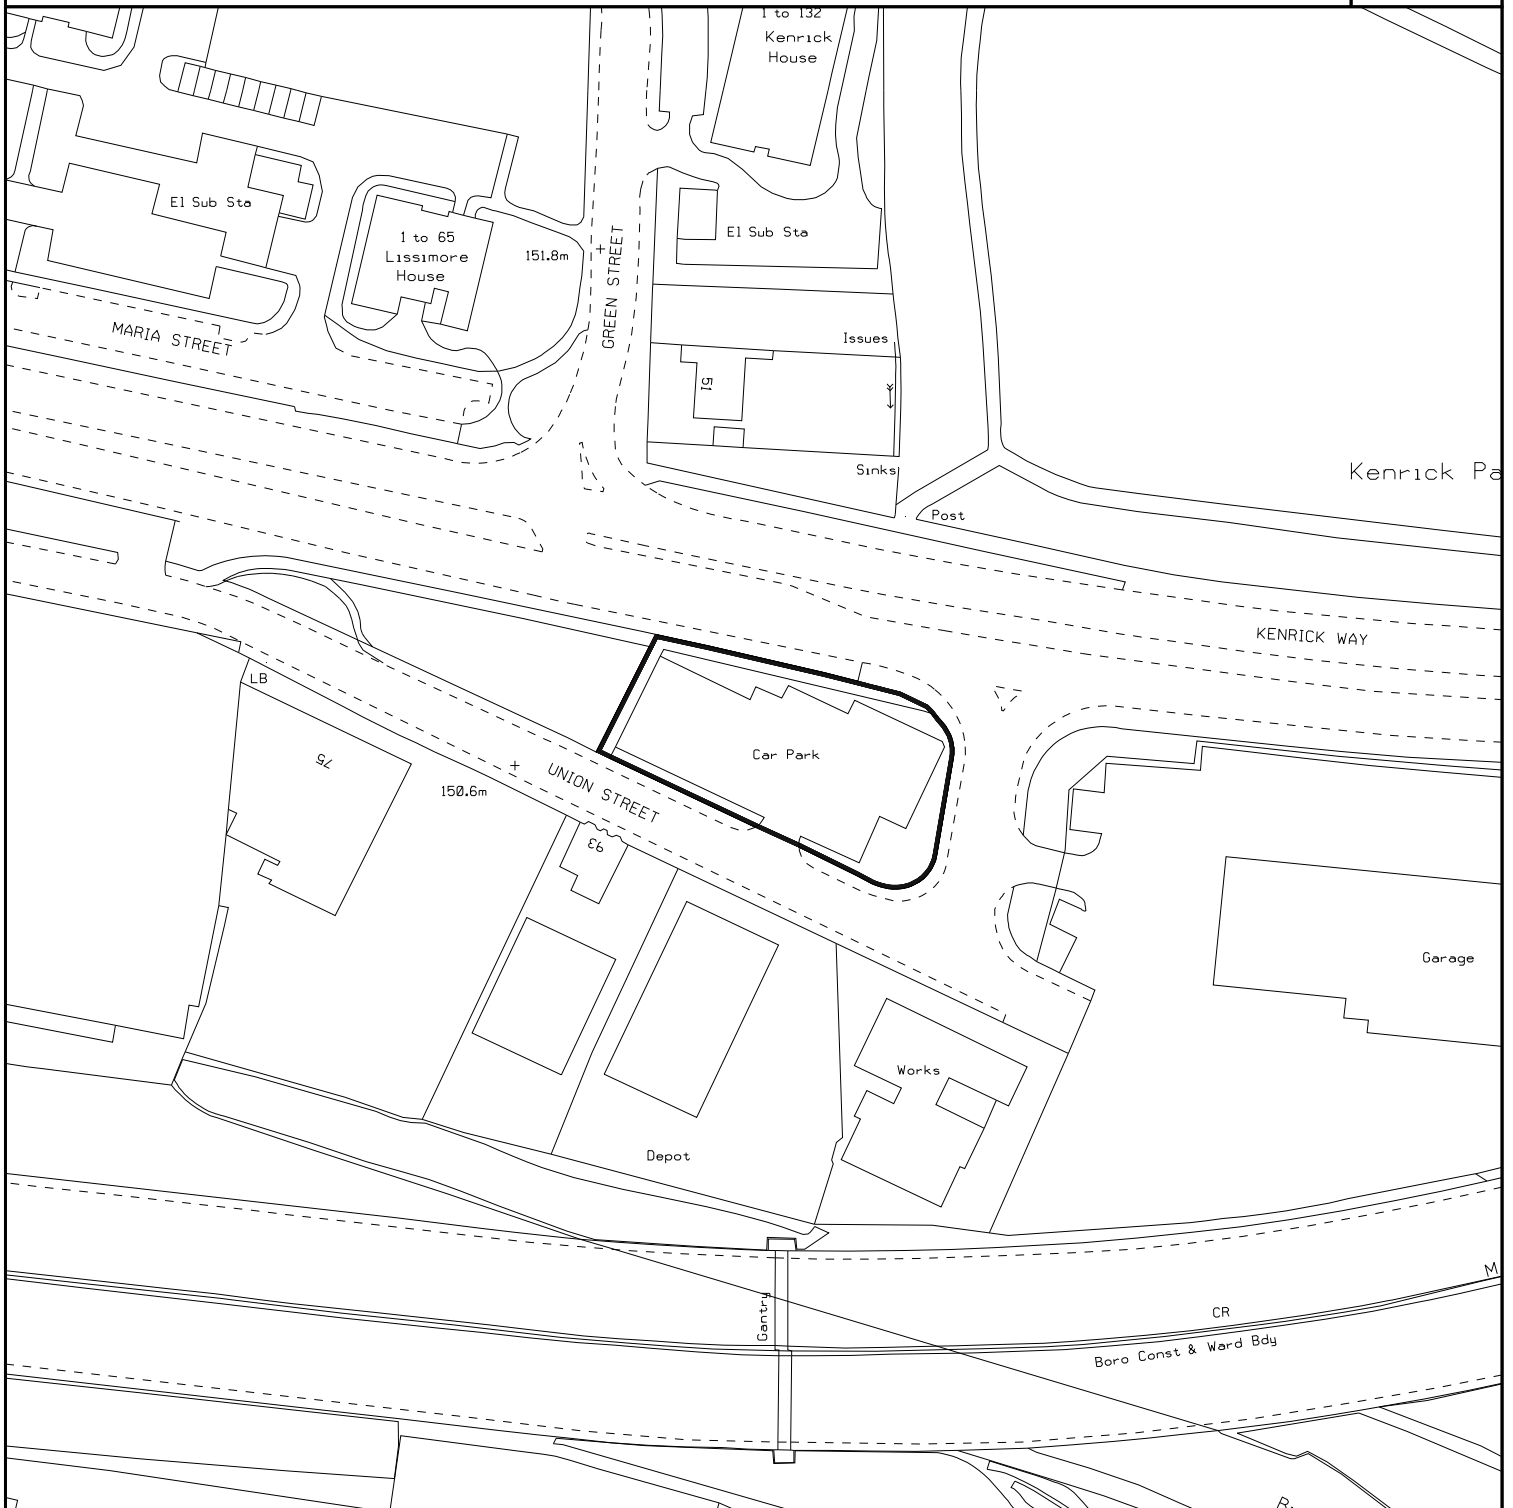 1 to 132
Kenrick
House
El Sub Sta
1 to 65
Lissimore
House
151.8m
GREEN STREET
El Sub Sta
MARIA STREET
Issues
51
Sinks
Kenrick Pa
Post
KENRICK WAY
LB
75
Car Park
UNION STREET
150.6m
93
Garage
Works
Depot
Gantry
M
CR
Boro Const & Ward Bdy